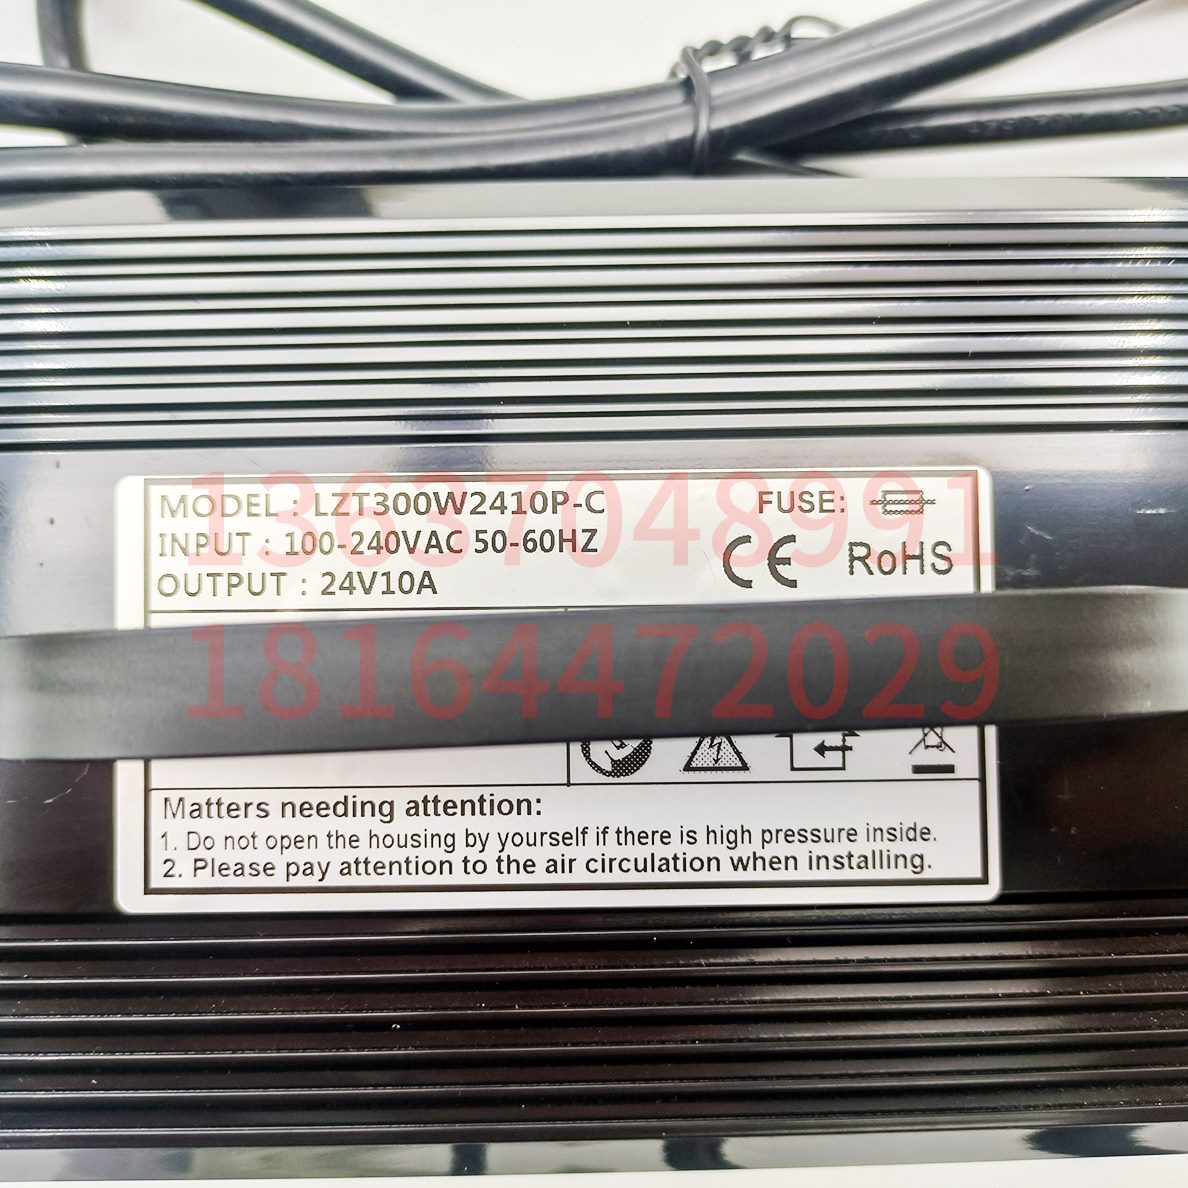 MODEL : LZT300W2410P-C
FUSE:
INPUT : 100-240VAC 50-60HZ
OUTPUT : 24V10A
CE RoHS
13637048991
18164472029
Matters needing attention:
1. Do not open the housing by yourself if there is high pressure inside.
2. Please pay attention to the air circulation when installing.